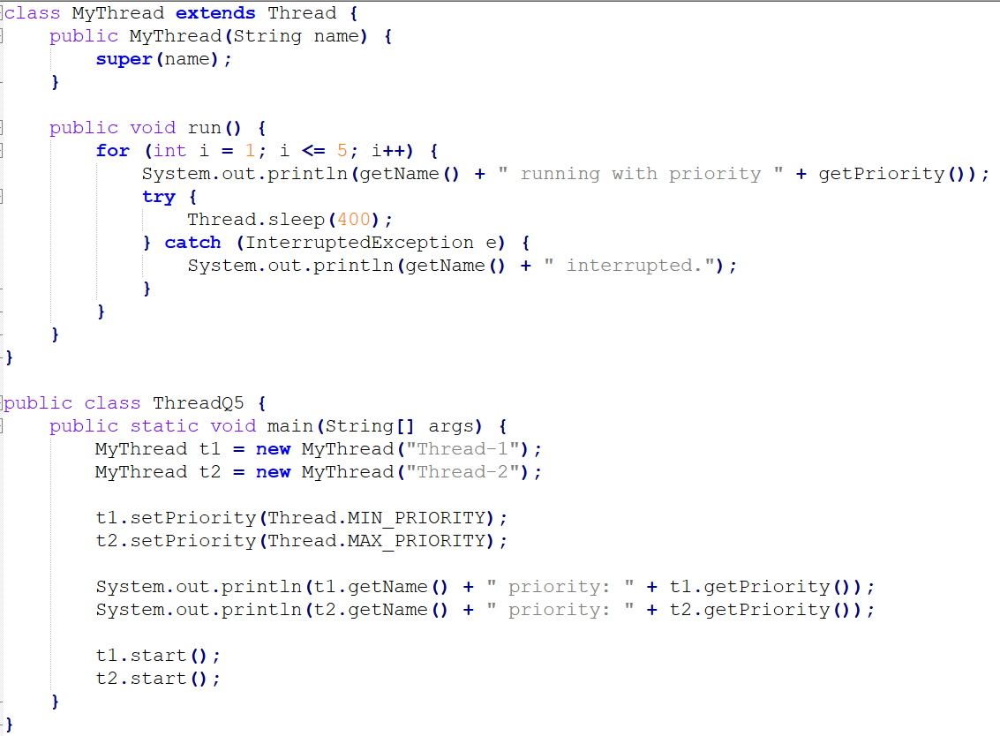 class MyThread extends Thread {
    public MyThread(String name) {
        super(name);
    }

    public void run() {
        for (int i = 1; i <= 5; i++) {
            System.out.println(getName() + " running with priority " + getPriority());
            try {
                Thread.sleep(400);
            } catch (InterruptedException e) {
                System.out.println(getName() + " interrupted.");
            }
        }
    }
}

public class ThreadQ5 {
    public static void main(String[] args) {
        MyThread t1 = new MyThread("Thread-1");
        MyThread t2 = new MyThread("Thread-2");

        t1.setPriority(Thread.MIN_PRIORITY);
        t2.setPriority(Thread.MAX_PRIORITY);

        System.out.println(t1.getName() + " priority: " + t1.getPriority());
        System.out.println(t2.getName() + " priority: " + t2.getPriority());

        t1.start();
        t2.start();
    }
}